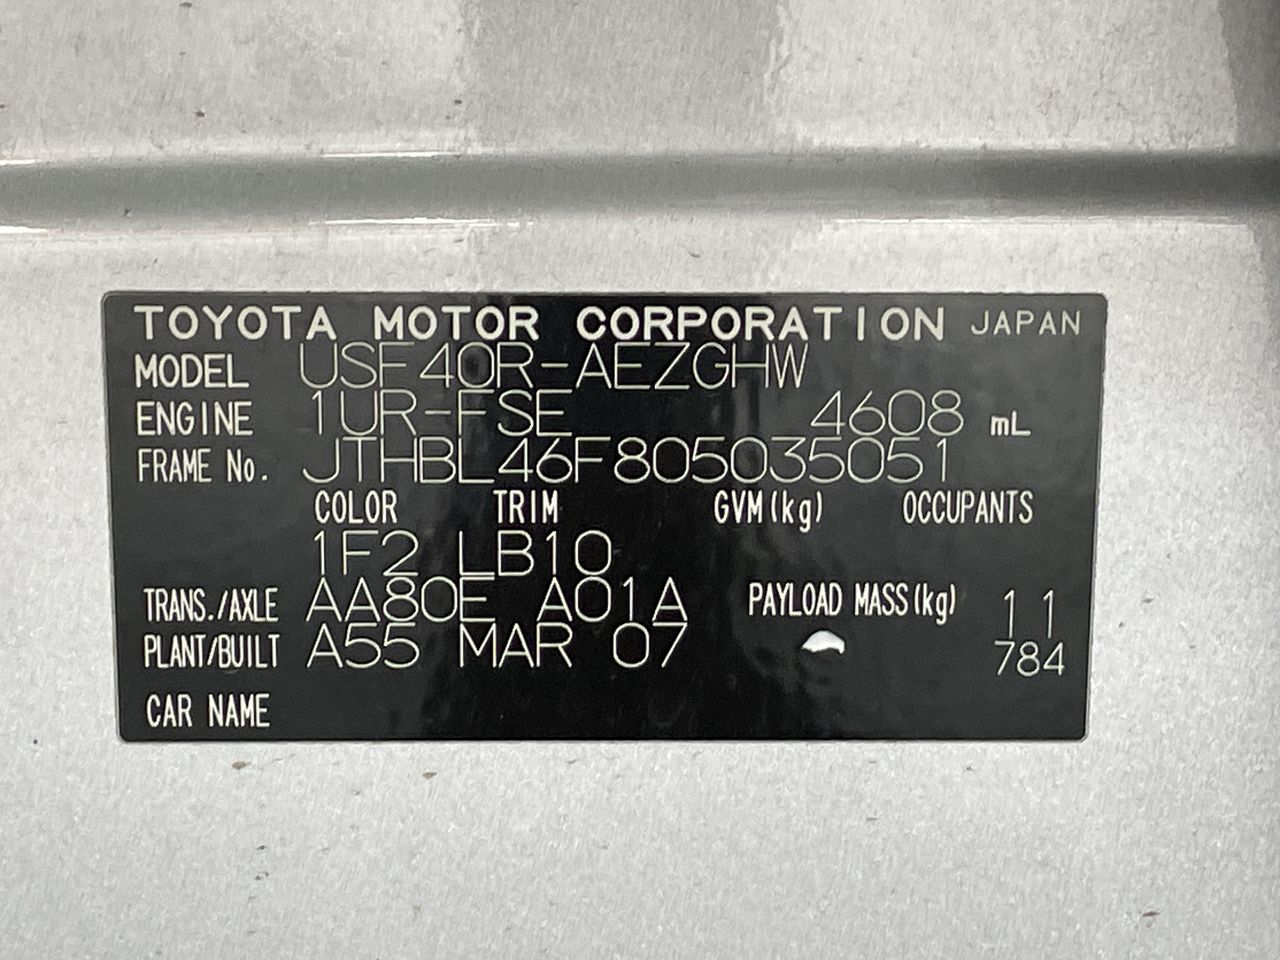 TOYOTA MOTOR CORPORATION JAPAN
MODEL USF40R-AEZGHW
ENGINE 1UR-FSE 4608 mL
FRAME No. JTHBL46F805035051
COLOR TRIM GVM(kg) OCCUPANTS
1F2 LB10
TRANS./AXLE AA80E A01A PAYLOAD MASS(kg) 11
PLANT/BUILT A55 MAR 07 784
CAR NAME